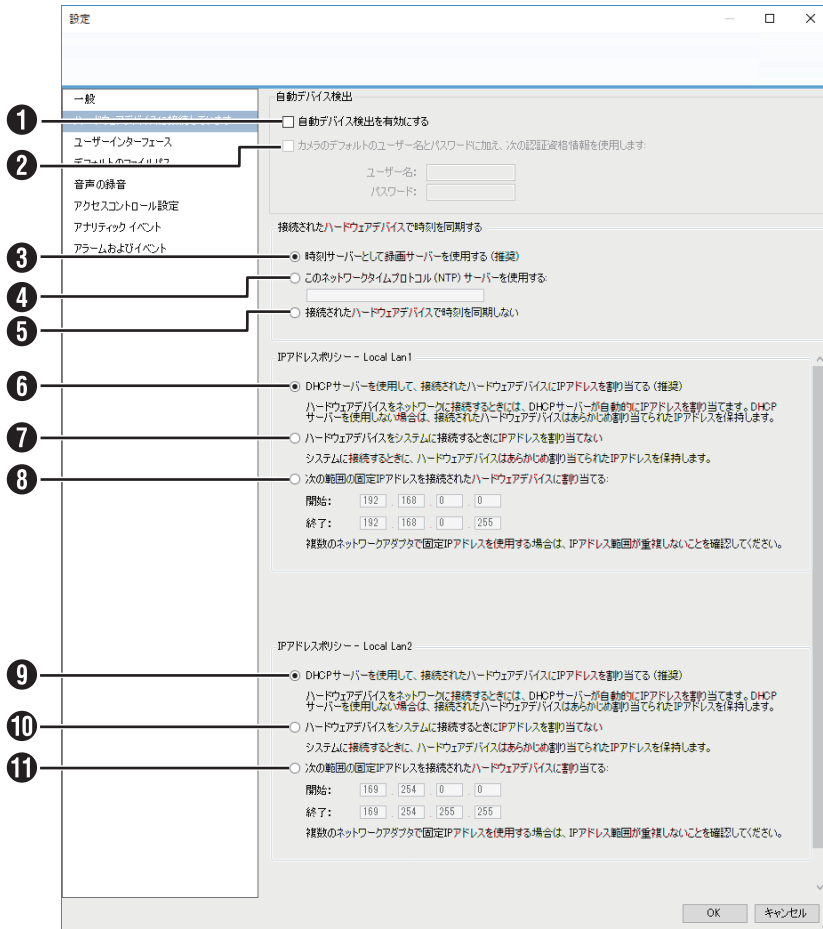 設定
一般
ハードウェアデバイスに接続しています
ユーザーインターフェース
デフォルトのファイルパス
音声の録音
アクセスコントロール設定
アナリティック イベント
アラームおよびイベント
自動デバイス検出
❶ 自動デバイス検出を有効にする
❷ カメラのデフォルトのユーザー名とパスワードに加え、次の認証資格情報を使用します:
ユーザー名:
パスワード:
接続されたハードウェアデバイスで時刻を同期する
❸ 時刻サーバーとして録画サーバーを使用する (推奨)
❹ このネットワークタイムプロトコル (NTP) サーバーを使用する:
❺ 接続されたハードウェアデバイスで時刻を同期しない
IPアドレスポリシー - Local Lan1
❻ DHCPサーバーを使用して、接続されたハードウェアデバイスにIPアドレスを割り当てる (推奨)
ハードウェアデバイスをネットワークに接続するときには、DHCPサーバーが自動的にIPアドレスを割り当てます。DHCP
サーバーを使用しない場合は、接続されたハードウェアデバイスはあらかじめ割り当てられたIPアドレスを保持します。
❼ ハードウェアデバイスをシステムに接続するときにIPアドレスを割り当てない
システムに接続するときに、ハードウェアデバイスはあらかじめ割り当てられたIPアドレスを保持します。
❽ 次の範囲の固定IPアドレスを接続されたハードウェアデバイスに割り当てる:
開始: 192 . 168 . 0 . 0
終了: 192 . 168 . 0 . 255
複数のネットワークアダプタで固定IPアドレスを使用する場合は、IPアドレス範囲が重複しないことを確認してください。
IPアドレスポリシー - Local Lan2
❾ DHCPサーバーを使用して、接続されたハードウェアデバイスにIPアドレスを割り当てる (推奨)
ハードウェアデバイスをネットワークに接続するときには、DHCPサーバーが自動的にIPアドレスを割り当てます。DHCP
サーバーを使用しない場合は、接続されたハードウェアデバイスはあらかじめ割り当てられたIPアドレスを保持します。
❿ ハードウェアデバイスをシステムに接続するときにIPアドレスを割り当てない
システムに接続するときに、ハードウェアデバイスはあらかじめ割り当てられたIPアドレスを保持します。
⓫ 次の範囲の固定IPアドレスを接続されたハードウェアデバイスに割り当てる:
開始: 169 . 254 . 0 . 0
終了: 169 . 254 . 255 . 255
複数のネットワークアダプタで固定IPアドレスを使用する場合は、IPアドレス範囲が重複しないことを確認してください。
OK キャンセル